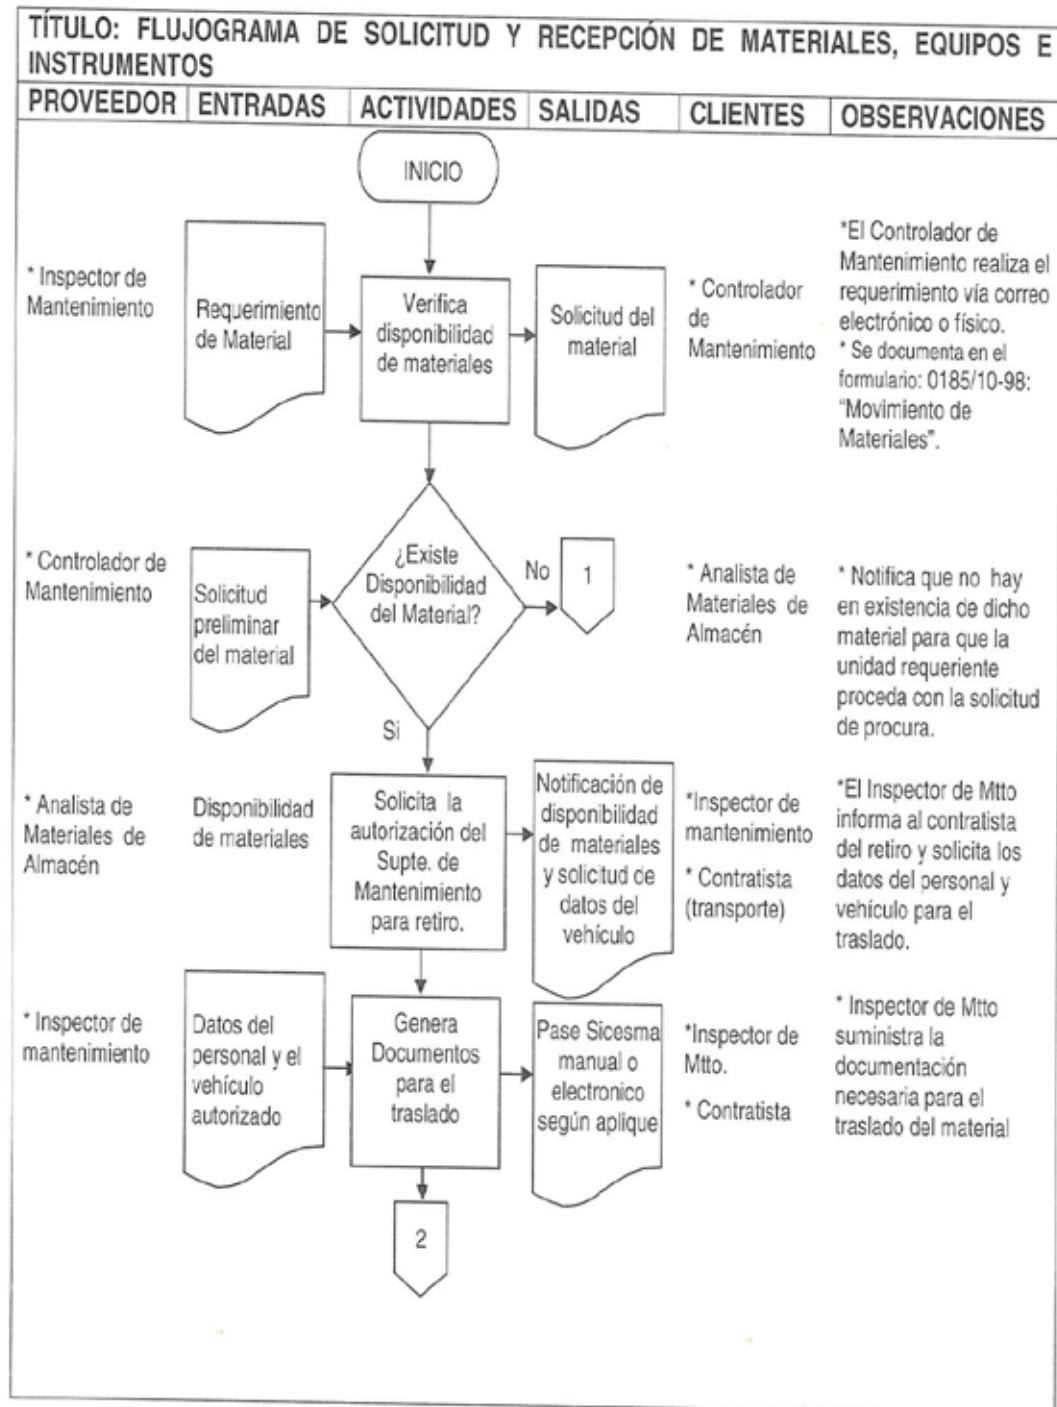 TÍTULO: FLUJOGRAMA DE SOLICITUD Y RECEPCIÓN DE MATERIALES, EQUIPOS E
INSTRUMENTOS
PROVEEDOR
ENTRADAS
ACTIVIDADES
SALIDAS
CLIENTES
OBSERVACIONES
INICIO
* Inspector de
Mantenimiento
Requerimiento
de Material
Verifica
disponibilidad
de materiales
Solicitud del
material
* Controlador
de
Mantenimiento
*El Controlador de
Mantenimiento realiza el
requerimiento vía correo
electrónico o físico.
* Se documenta en el
formulario: 0185/10-98:
"Movimiento de
Materiales".
* Controlador de
Mantenimiento
Solicitud
preliminar
del material
¿Existe
Disponibilidad
del Material?
No
1
Si
* Analista de
Materiales de
Almacén
* Notifica que no hay
en existencia de dicho
material para que la
unidad requeriente
proceda con la solicitud
de procura.
* Analista de
Materiales de
Almacén
Disponibilidad
de materiales
Solicita la
autorización del
Supte. de
Mantenimiento
para retiro.
Notificación de
disponibilidad
de materiales
y solicitud de
datos del
vehículo
*Inspector de
mantenimiento
* Contratista
(transporte)
*El Inspector de Mtto
informa al contratista
del retiro y solicita los
datos del personal y
vehículo para el
traslado.
* Inspector de
mantenimiento
Datos del
personal y el
vehículo
autorizado
Genera
Documentos
para el
traslado
Pase Sicesma
manual o
electronico
según aplique
*Inspector de
Mtto.
* Contratista
* Inspector de Mtto
suministra la
documentación
necesaria para el
traslado del material
2